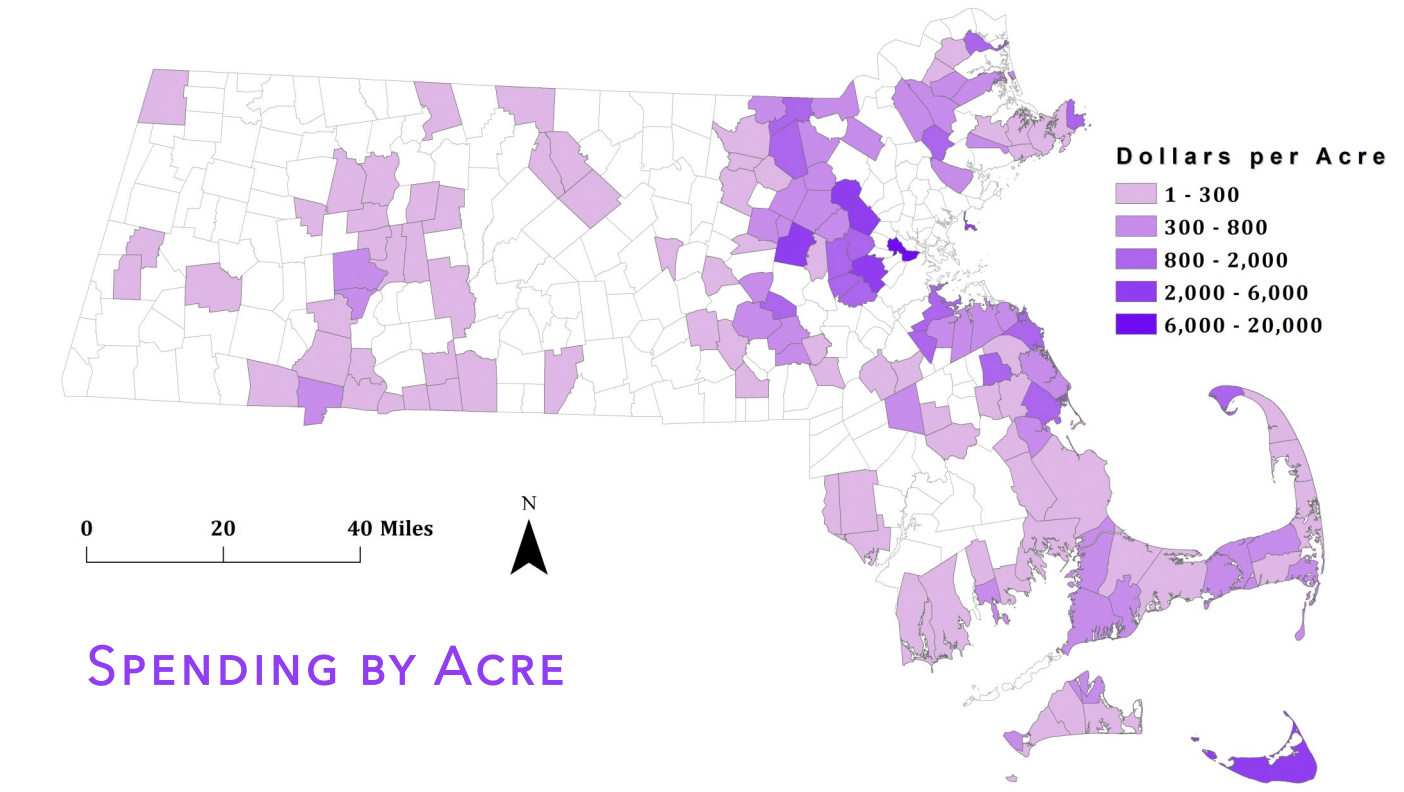 Dollars per Acre
1 - 300
300 - 800
800 - 2,000
2,000 - 6,000
6,000 - 20,000
N
0 20 40 Miles
Spending by Acre